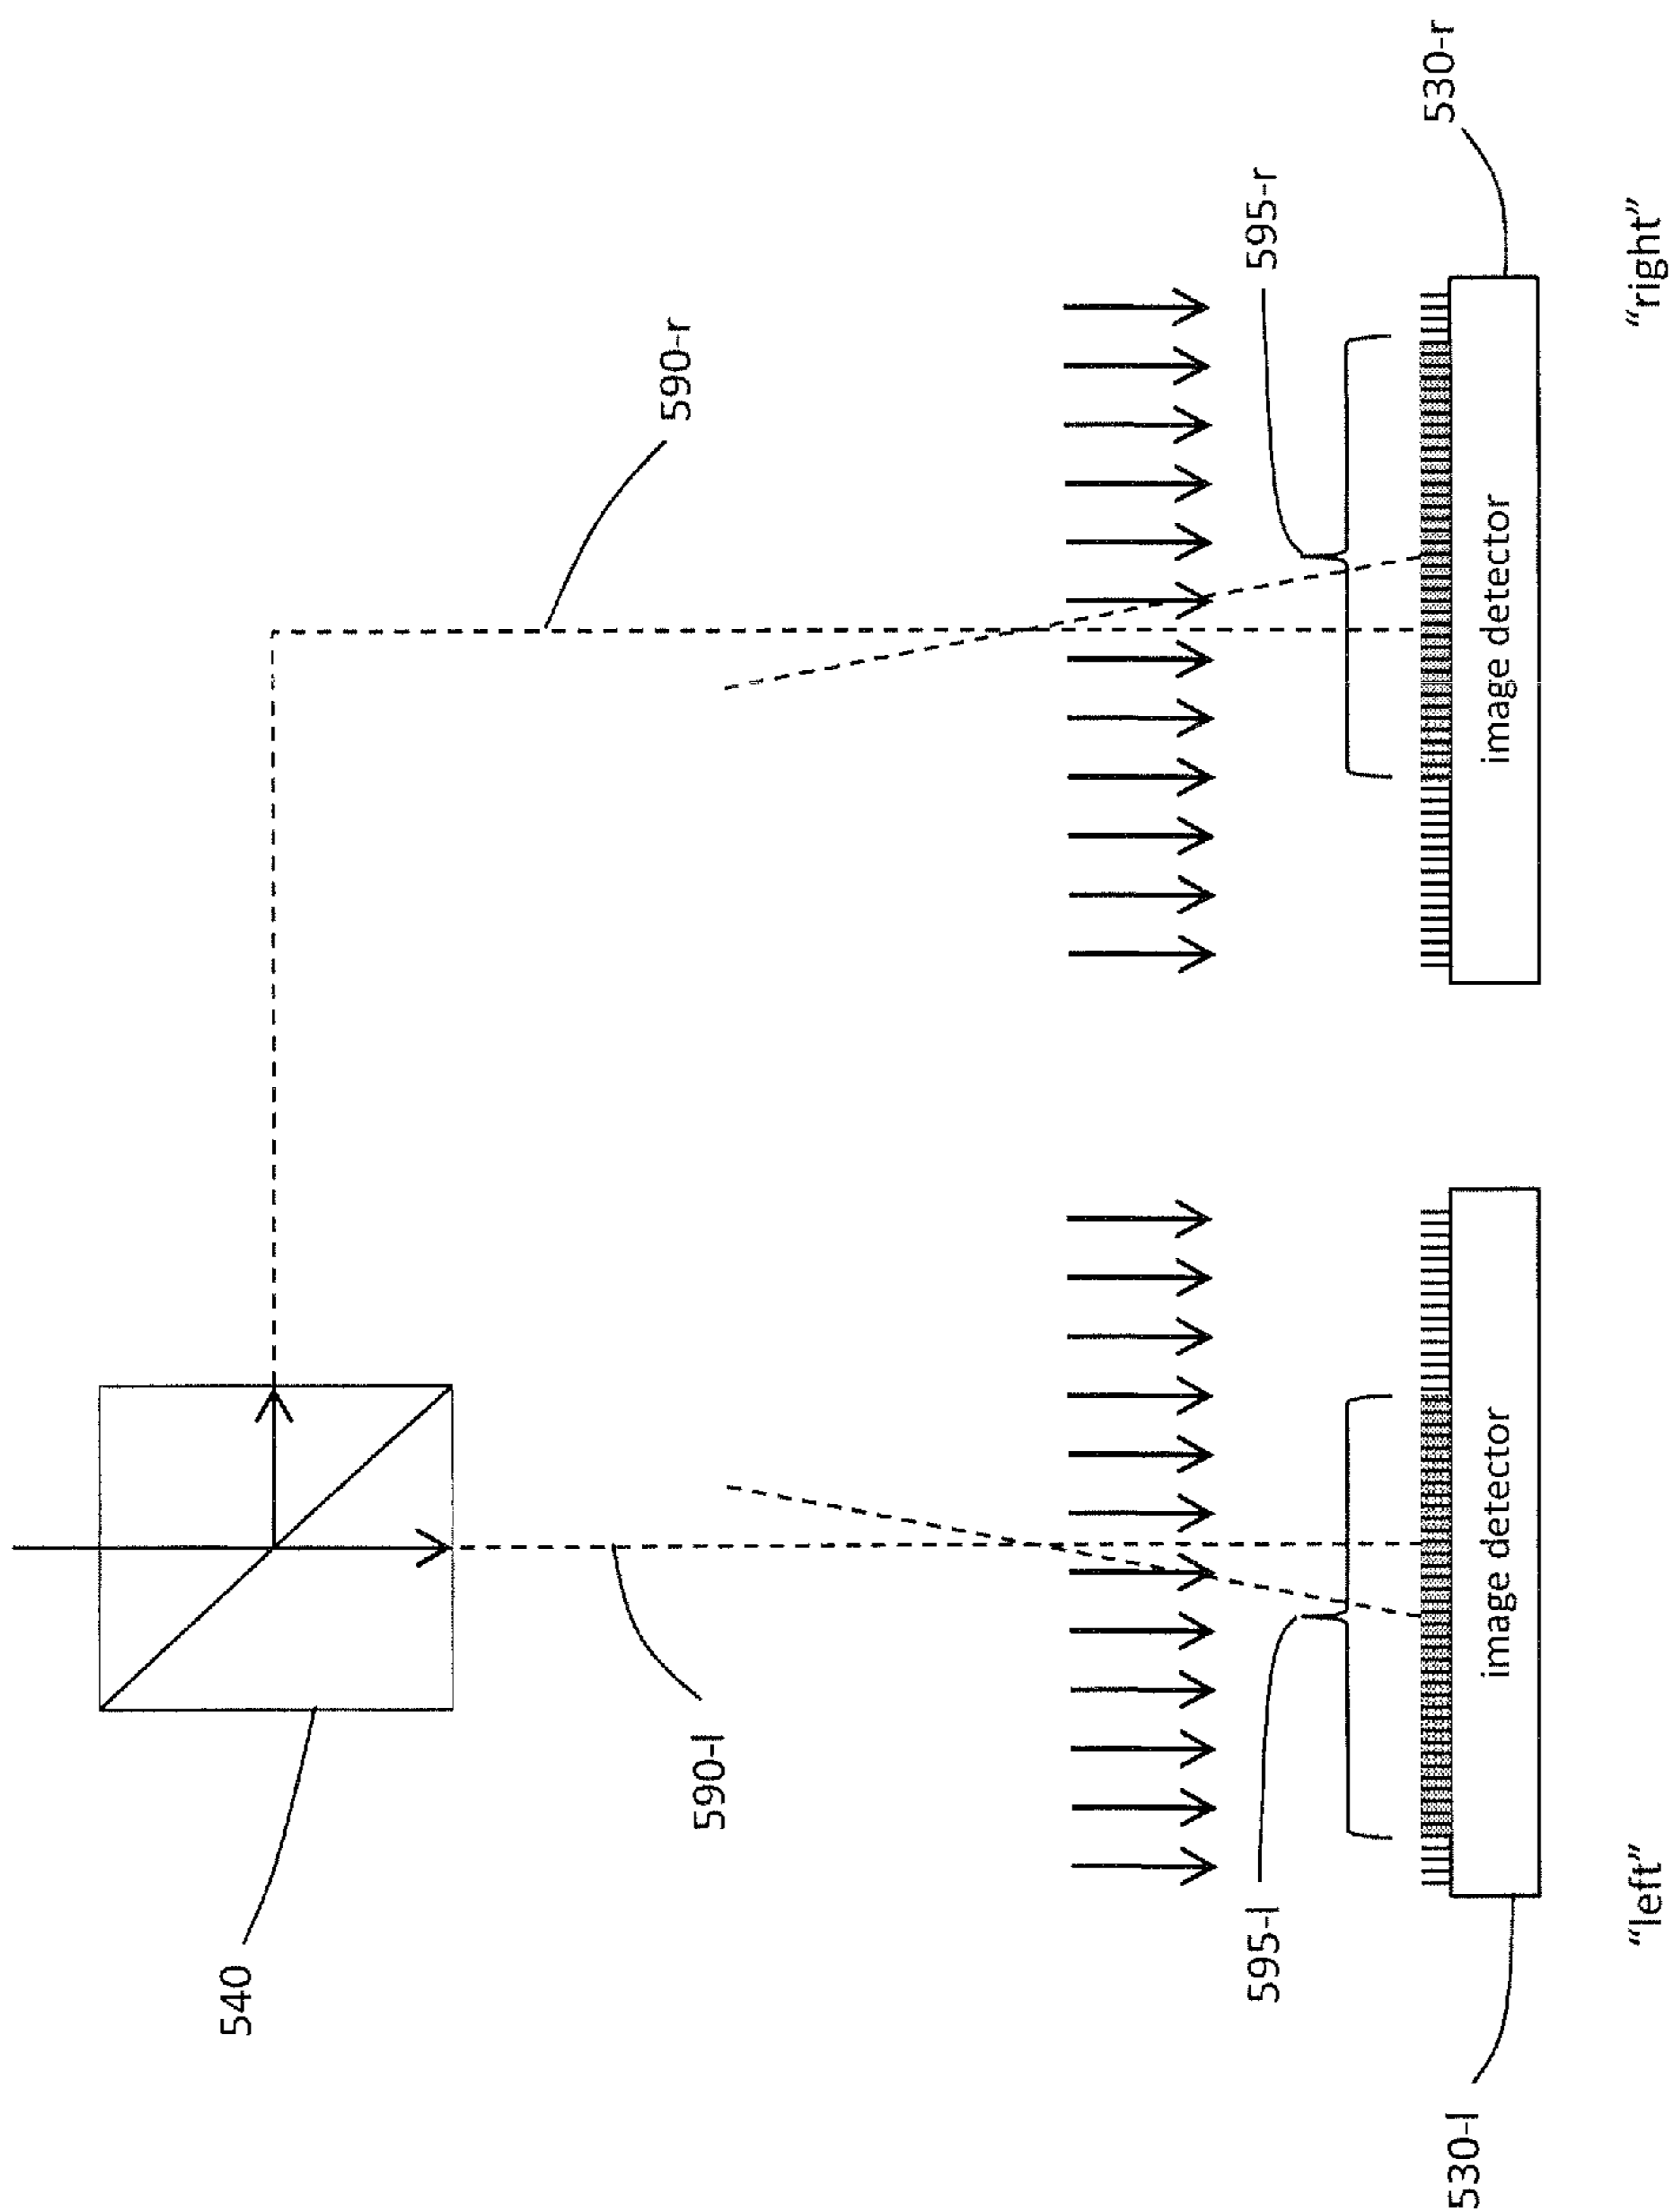 540
590-l
590-r
595-l
595-r
image detector
image detector
530-l
530-r
“left”
“right”